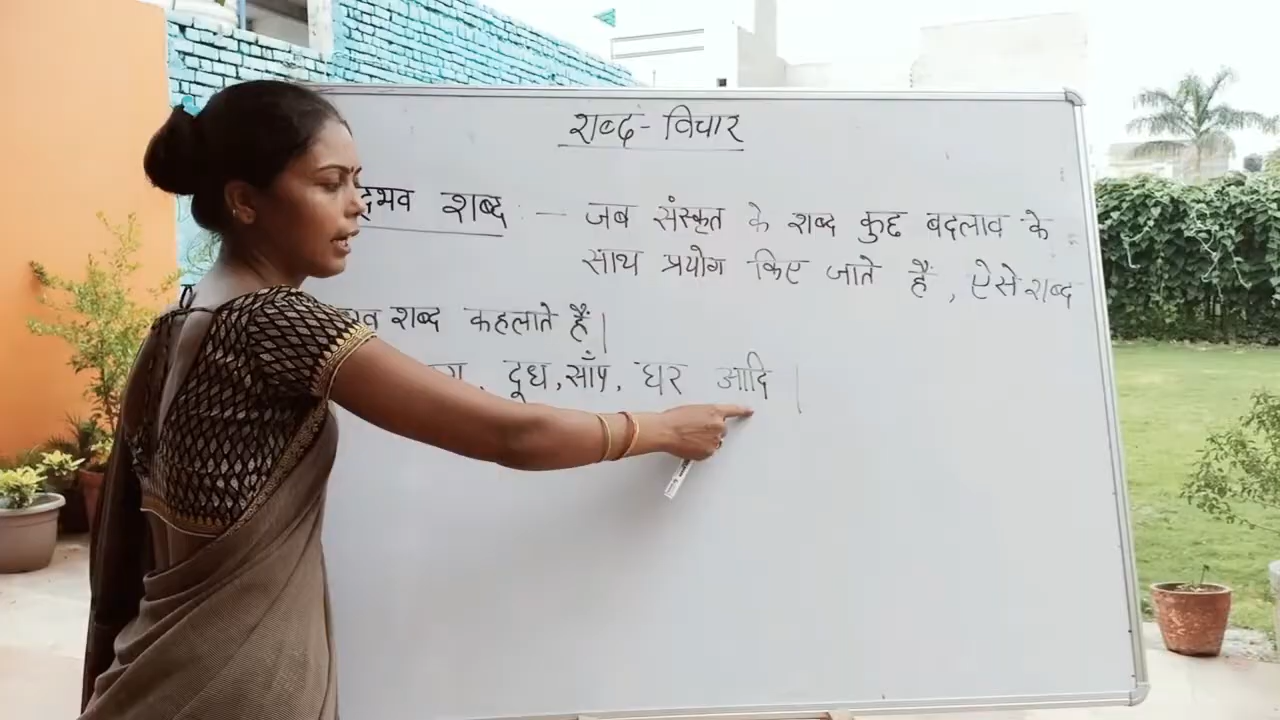 शब्द - विचार
द्भव शब्द : — जब संस्कृत के शब्द कुछ बदलाव के
साथ प्रयोग किए जाते हैं , ऐसे शब्द
शब्द कहलाते हैं|
, दूध , साँप , घर आदि |